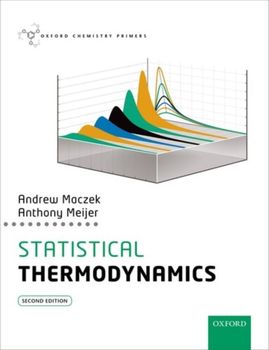 OXFORD CHEMISTRY PRIMERS
Andrew Maczek
Anthony Meijer
STATISTICAL
THERMODYNAMICS
SECOND EDITION
OXFORD